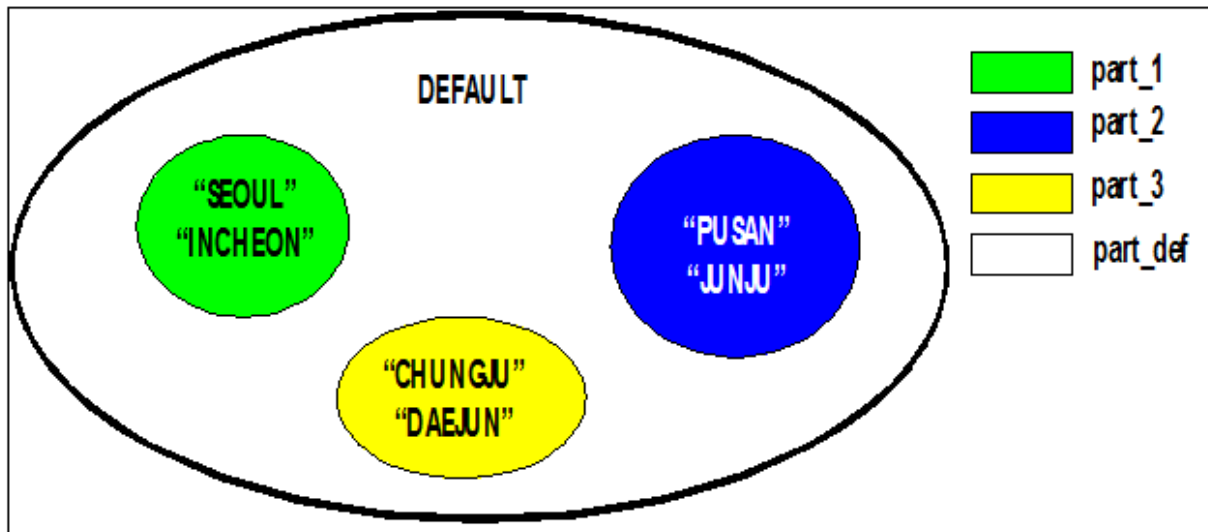 DEFAULT
“SEOUL”
“INCHEON”
“PUSAN”
“JUNJU”
“CHUNGJU”
“DAEJUN”
part_1
part_2
part_3
part_def